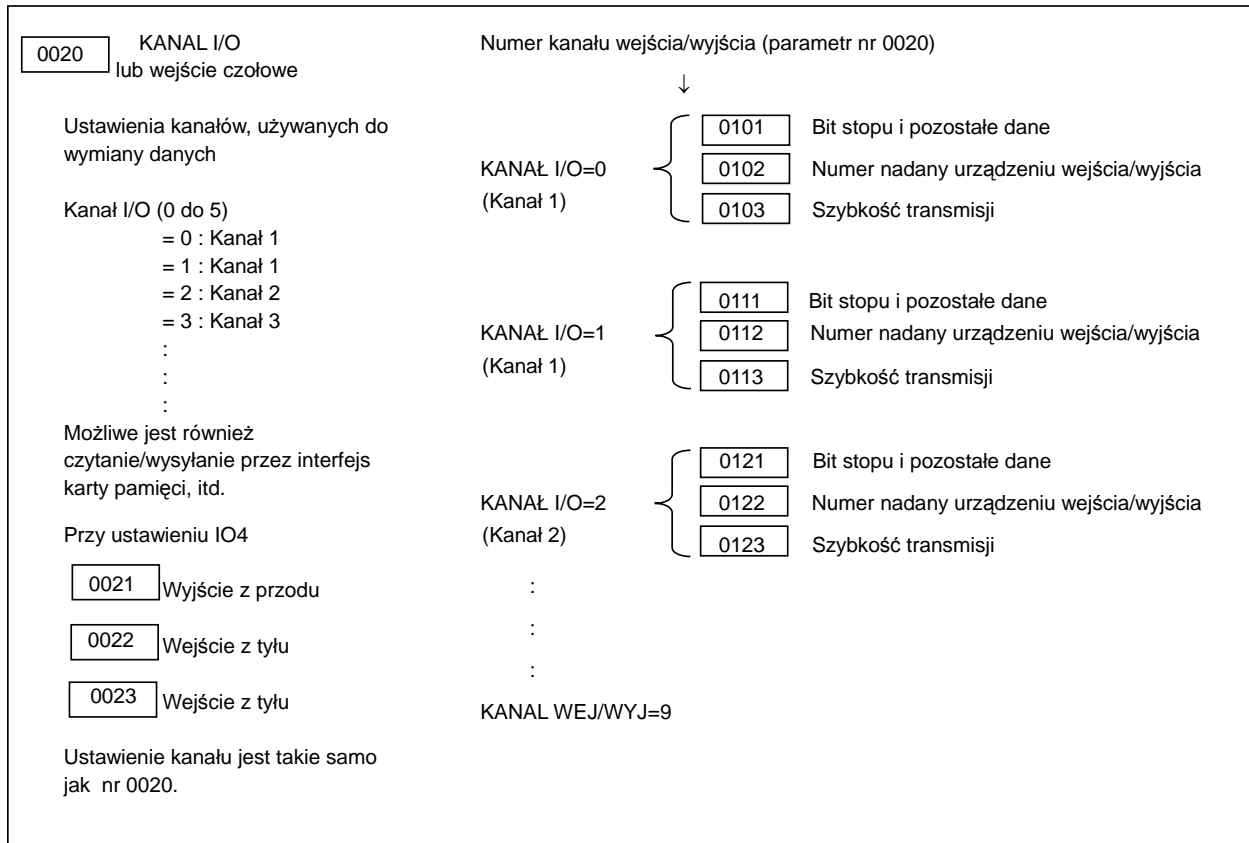 0020 KANAL I/O
lub wejście czołowe
Ustawienia kanałów, używanych do
wymiany danych
Kanał I/O (0 do 5)
= 0 : Kanał 1
= 1 : Kanał 1
= 2 : Kanał 2
= 3 : Kanał 3
:
:
:
Możliwe jest również
czytanie/wysyłanie przez interfejs
karty pamięci, itd.
Przy ustawieniu IO4
0021 Wyjście z przodu
0022 Wejście z tyłu
0023 Wejście z tyłu
Ustawienie kanału jest takie samo
jak nr 0020.
Numer kanału wejścia/wyjścia (parametr nr 0020)
↓
KANAŁ I/O=0
(Kanał 1)
0101 Bit stopu i pozostałe dane
0102 Numer nadany urządzeniu wejścia/wyjścia
0103 Szybkość transmisji
KANAŁ I/O=1
(Kanał 1)
0111 Bit stopu i pozostałe dane
0112 Numer nadany urządzeniu wejścia/wyjścia
0113 Szybkość transmisji
KANAŁ I/O=2
(Kanał 2)
0121 Bit stopu i pozostałe dane
0122 Numer nadany urządzeniu wejścia/wyjścia
0123 Szybkość transmisji
:
:
:
KANAL WEJ/WYJ=9